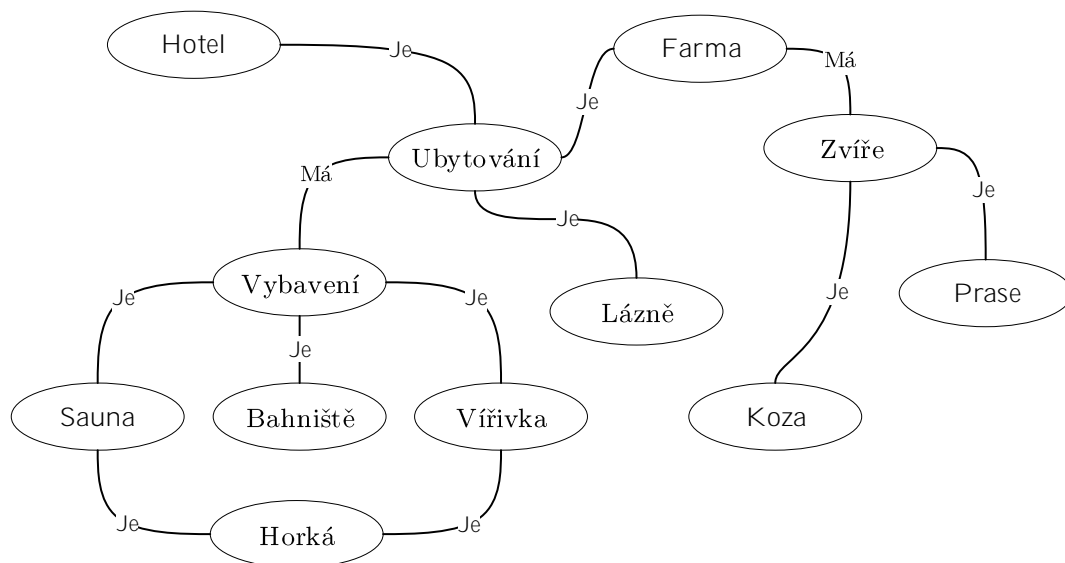 Hotel
Je
Farma
Má
Je
Ubytování
Zvíře
Má
Je
Je
Vybavení
Lázně
Je
Je
Je
Je
Prase
Sauna
Bahniště
Vířivka
Koza
Je
Je
Horká